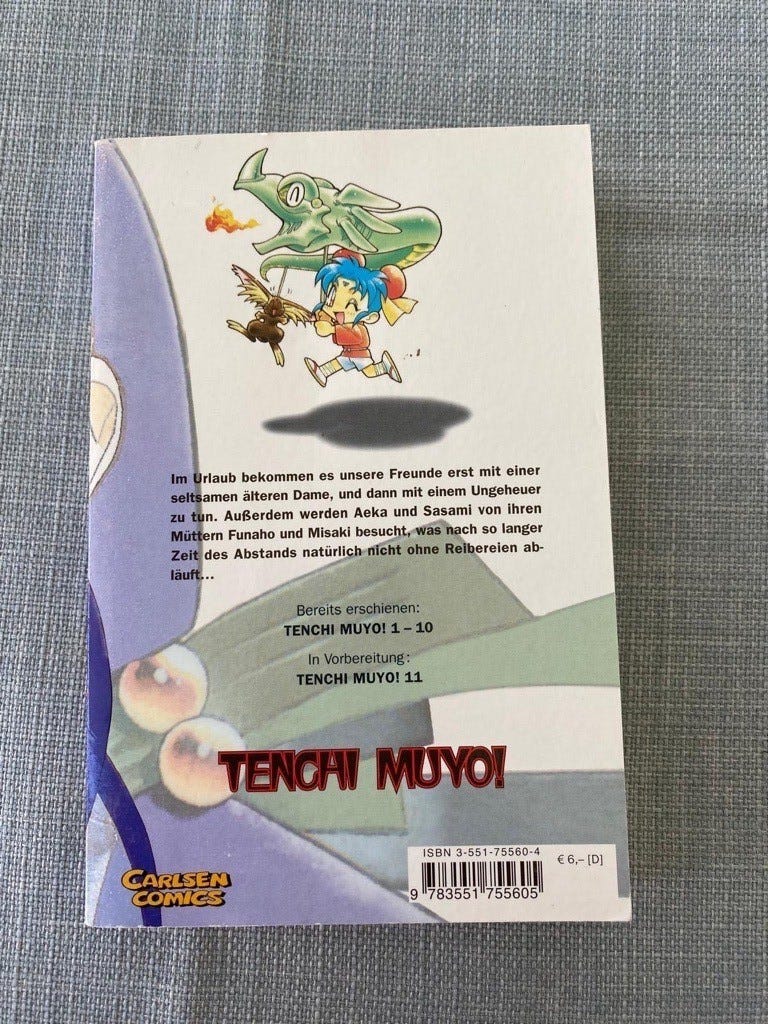 Im Urlaub bekommen es unsere Freunde erst mit einer
seltsamen älteren Dame, und dann mit einem Ungeheuer
zu tun. Außerdem werden Aeka und Sasami von ihren
Müttern Funaho und Misaki besucht, was nach so langer
Zeit des Abstands natürlich nicht ohne Reibereien ab-
läuft...
Bereits erschienen:
TENCHI MUYO! 1 – 10
In Vorbereitung:
TENCHI MUYO! 11
TENCHI MUYO!
CARLSEN
COMICS
ISBN 3-551-75560-4
€ 6,– [D]
9 783551 755605